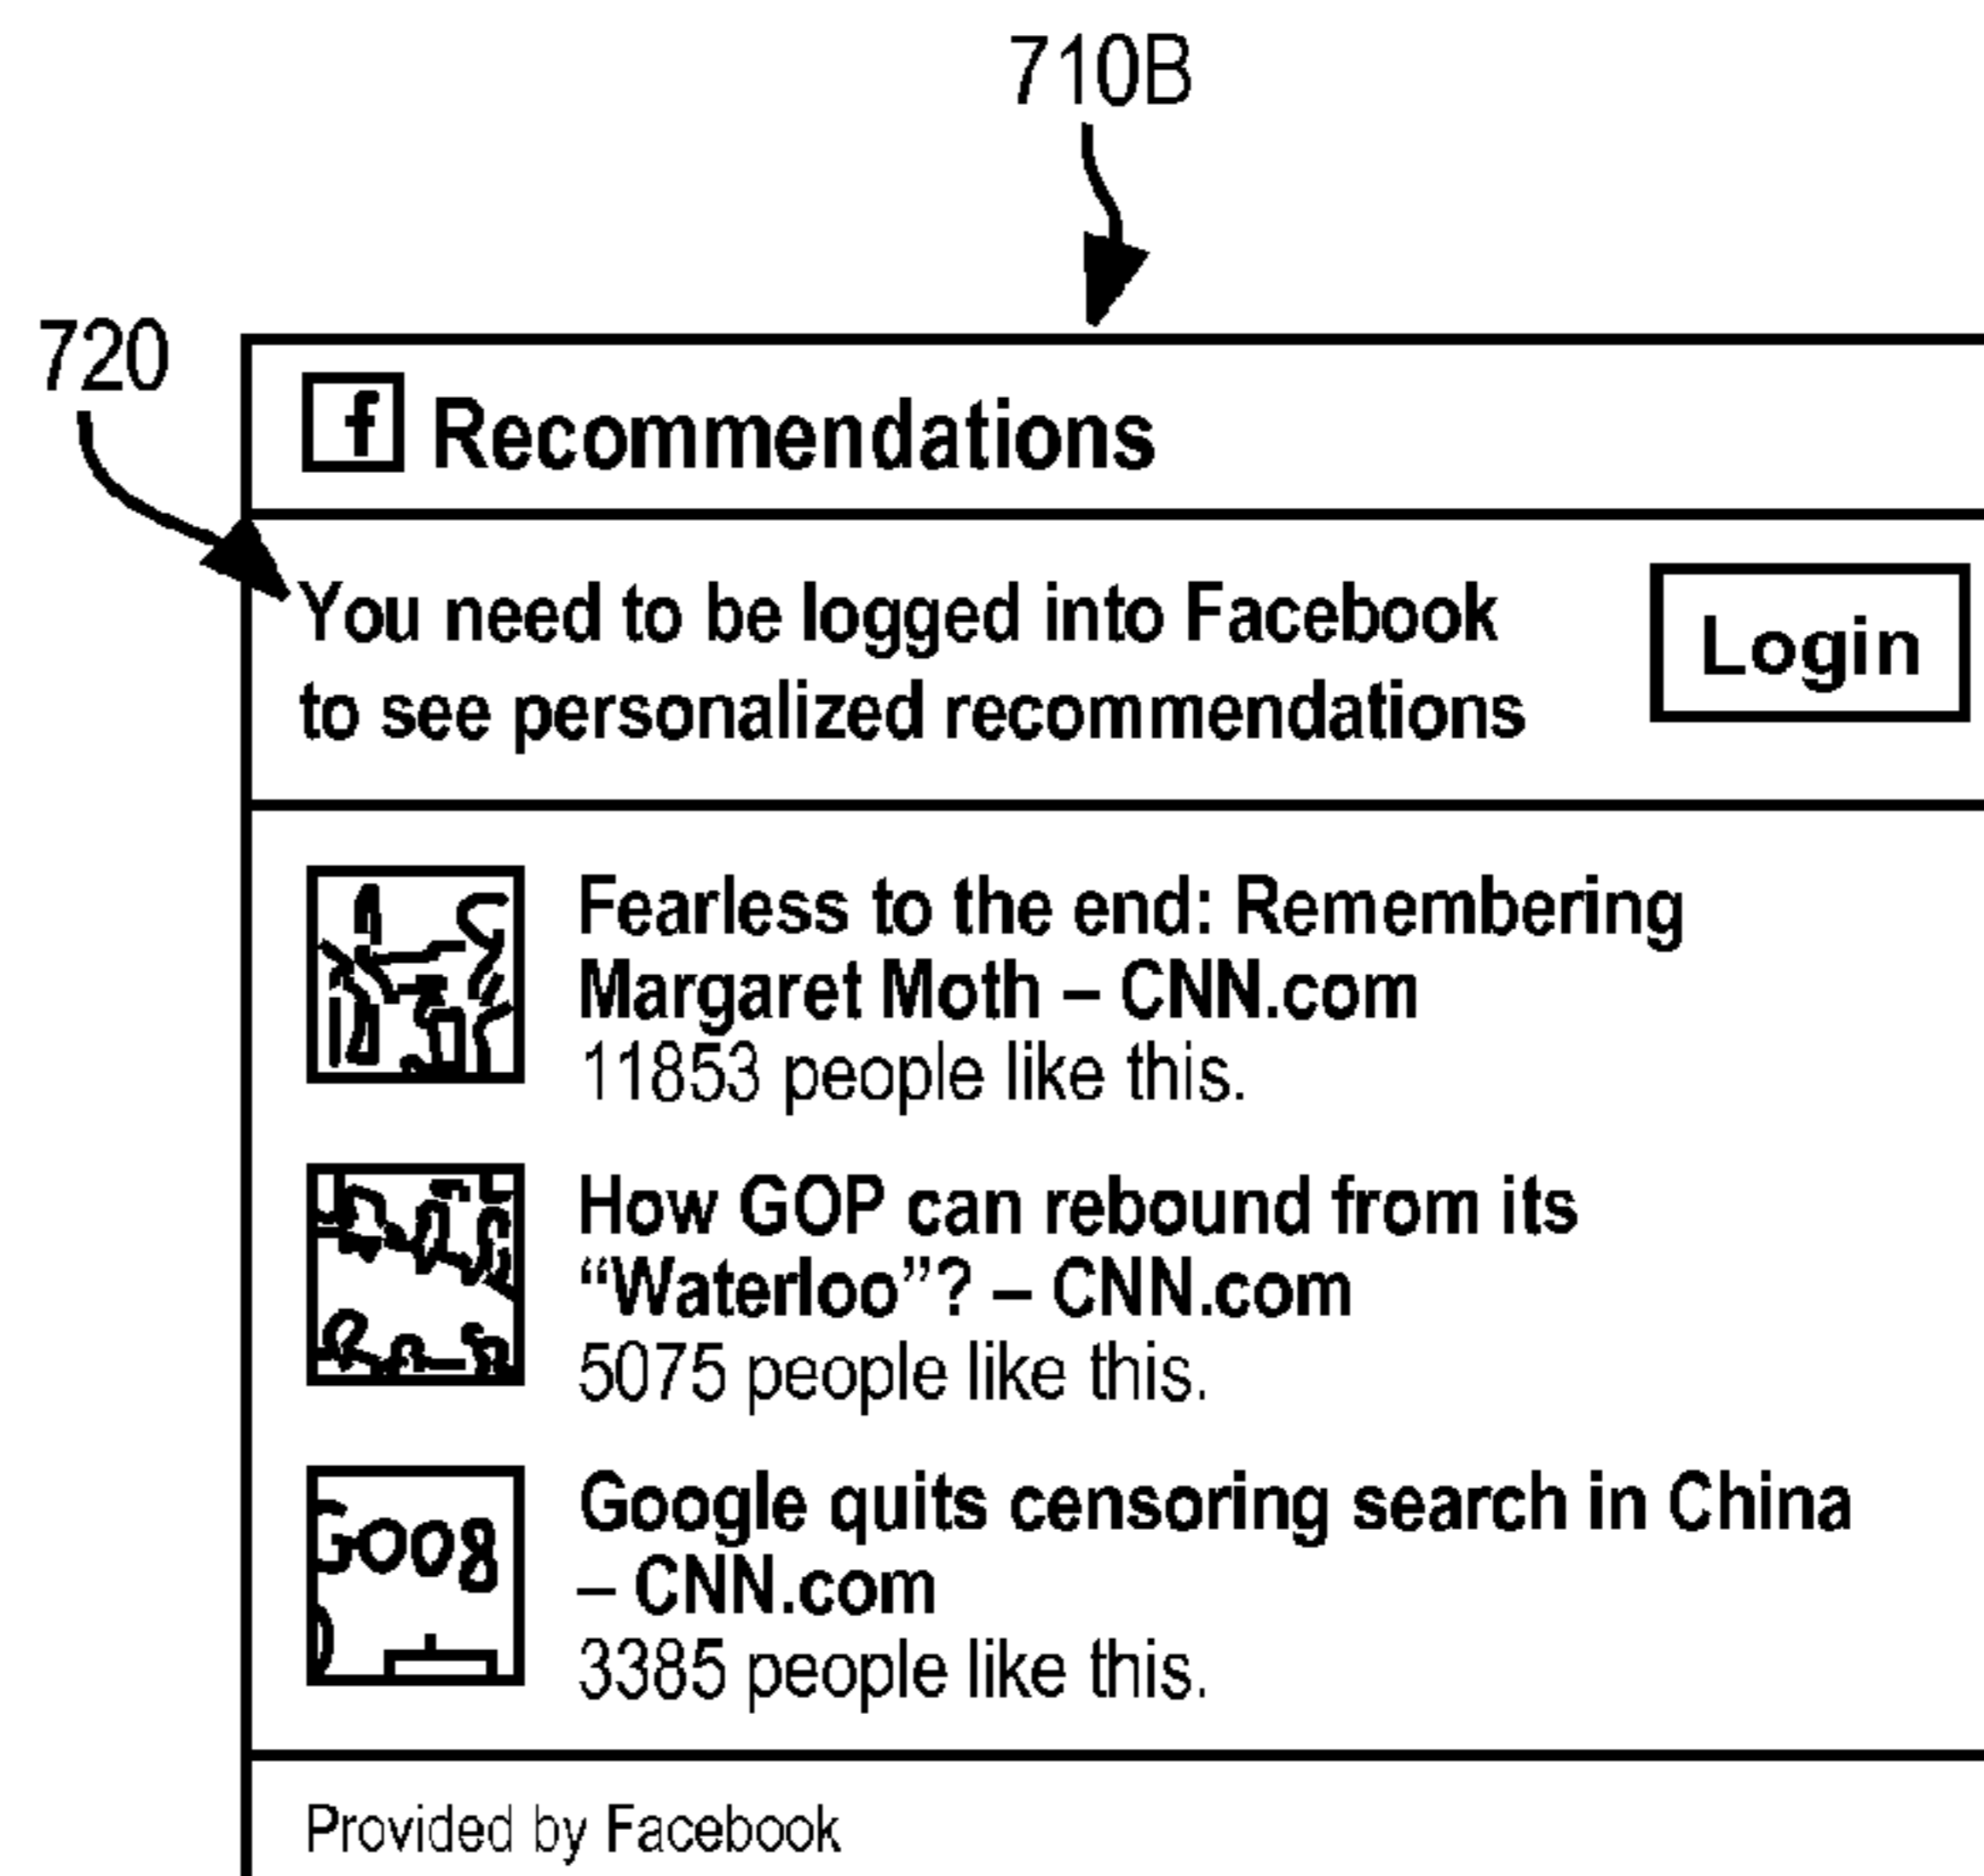 710B
720
f Recommendations
You need to be logged into Facebook
to see personalized recommendations
Login
Fearless to the end: Remembering
Margaret Moth – CNN.com
11853 people like this.
How GOP can rebound from its
“Waterloo”? – CNN.com
5075 people like this.
Goog
Google quits censoring search in China
– CNN.com
3385 people like this.
Provided by Facebook